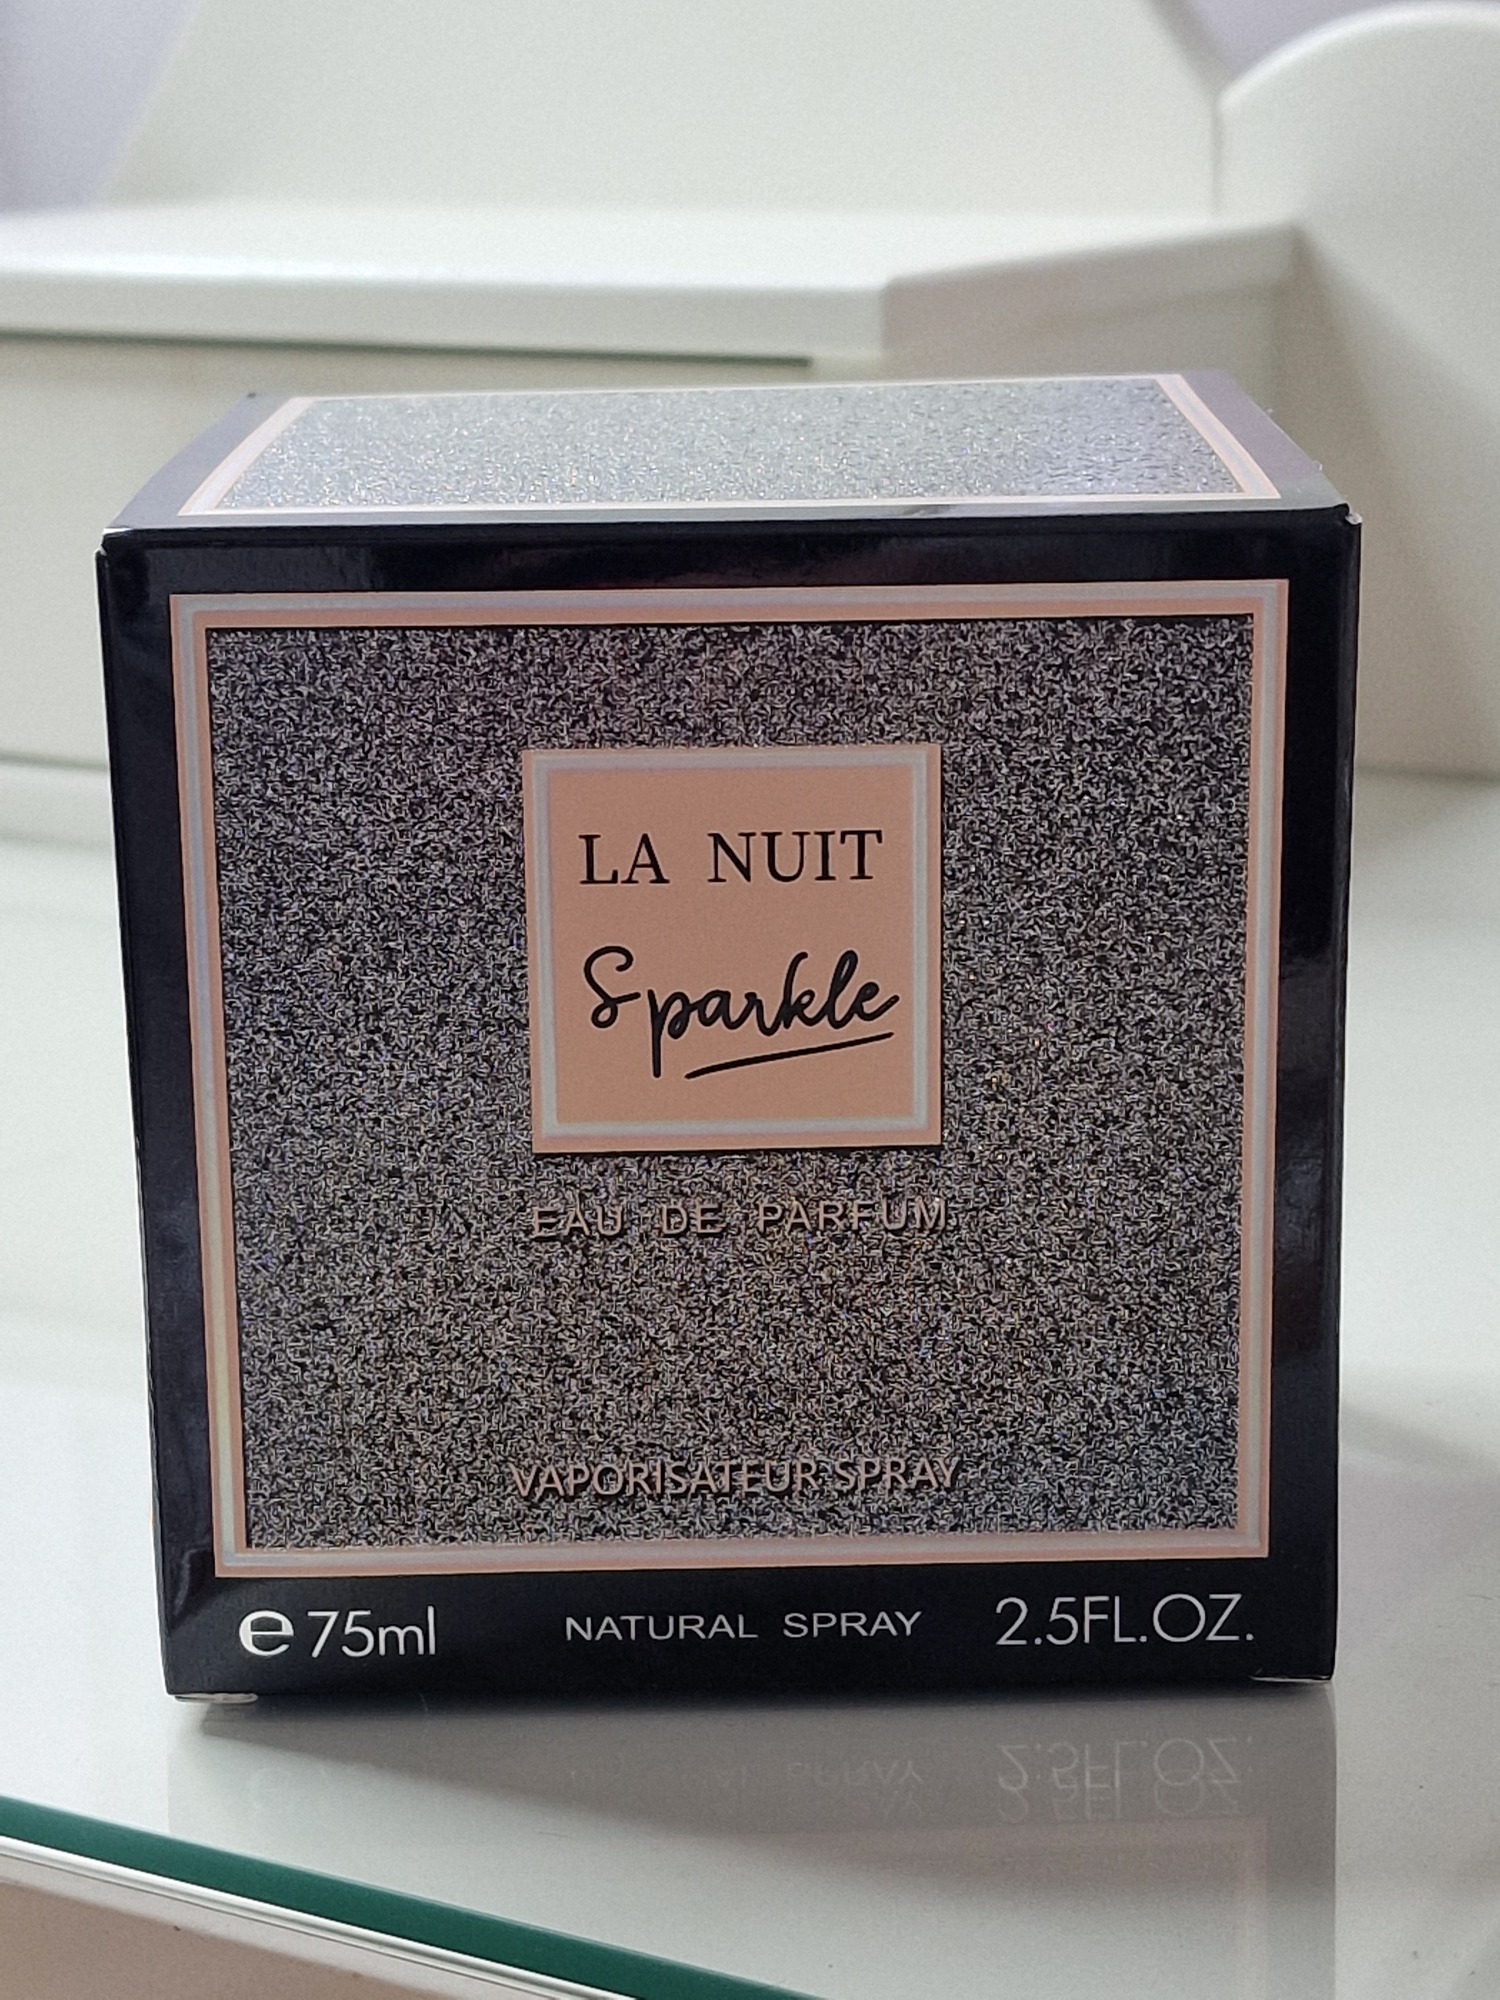 LA NUIT
Sparkle
EAU DE PARFUM
VAPORISATEUR SPRAY
e 75ml NATURAL SPRAY 2.5FL.OZ.